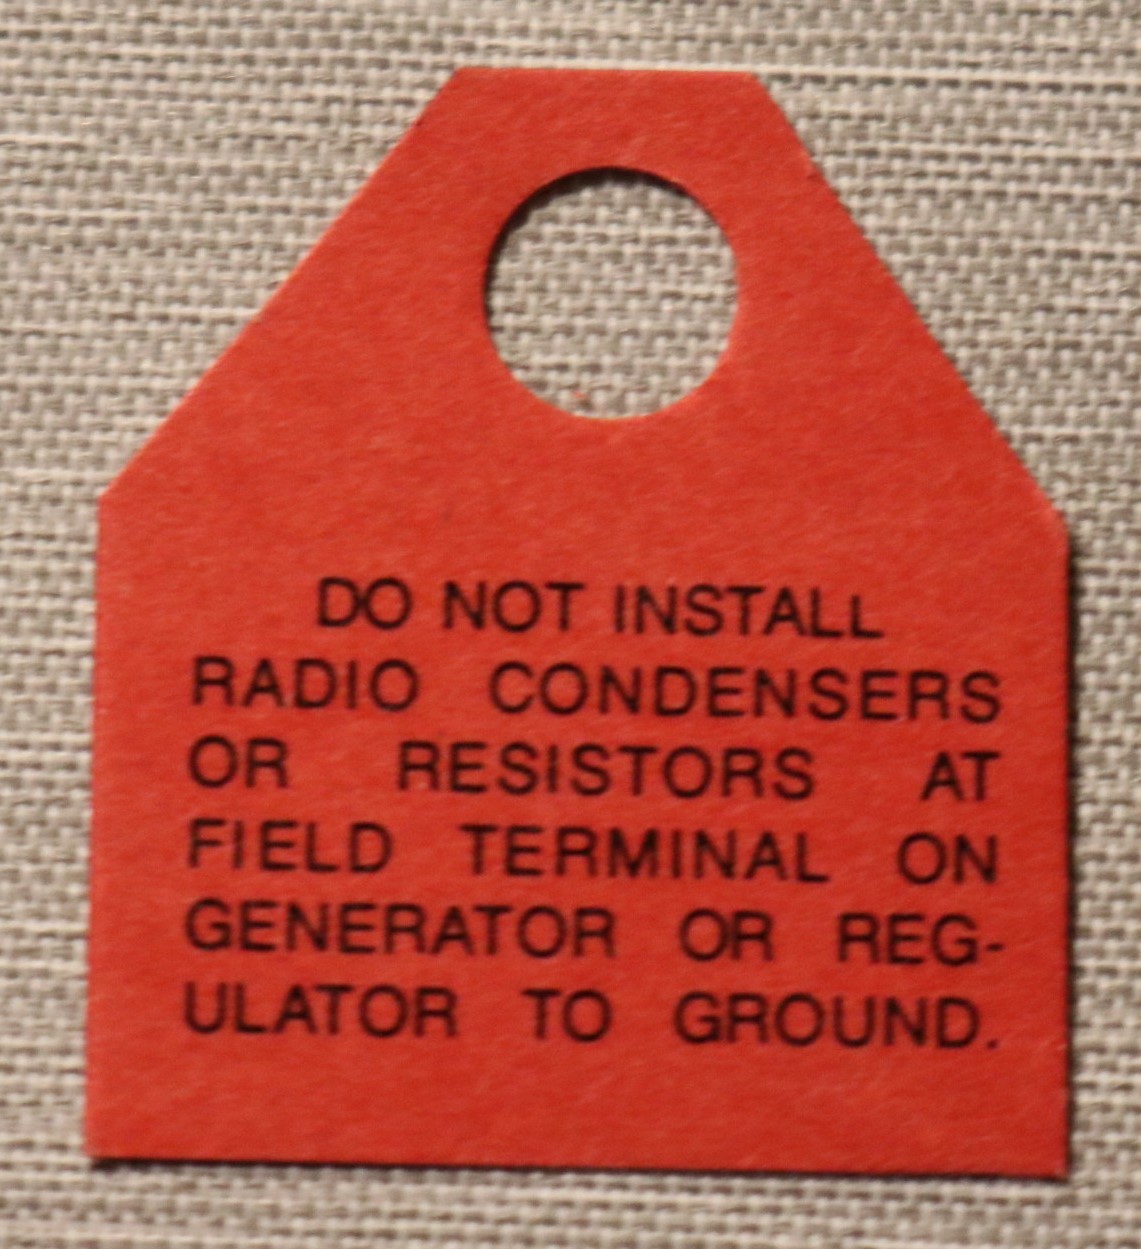 DO NOT INSTALL
RADIO CONDENSERS
OR RESISTORS AT
FIELD TERMINAL ON
GENERATOR OR REG-
ULATOR TO GROUND.